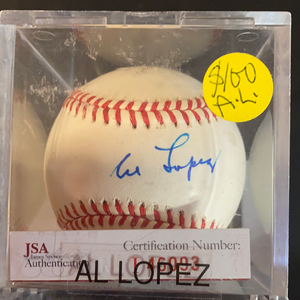 $100
A.L.
Al Lopez
JSA
Certification Number:
Authentication
AL LOPEZ